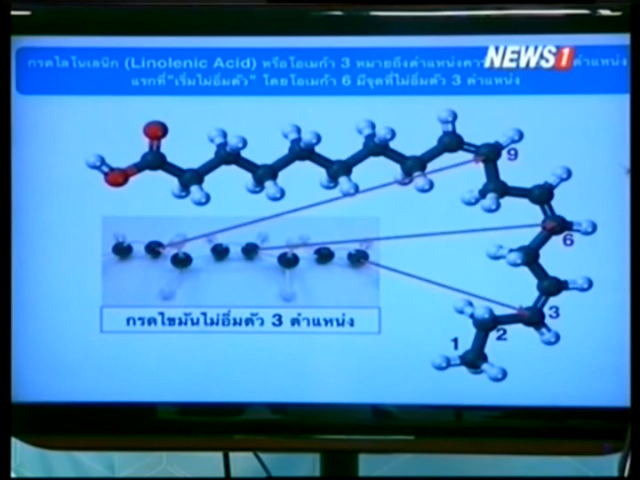 กรดไลโนเลนิก (Linolenic Acid) หรือโอเมก้า 3 หมายถึงตำแหน่งคา ตำแหน่ง
NEWS1
แรกที่"เริ่มไม่อิ่มตัว" โดยโอเมก้า 6 มีจุดที่ไม่อิ่มตัว 3 ตำแหน่ง
9
6
กรดไขมันไม่อิ่มตัว 3 ตำแหน่ง
3
1
2